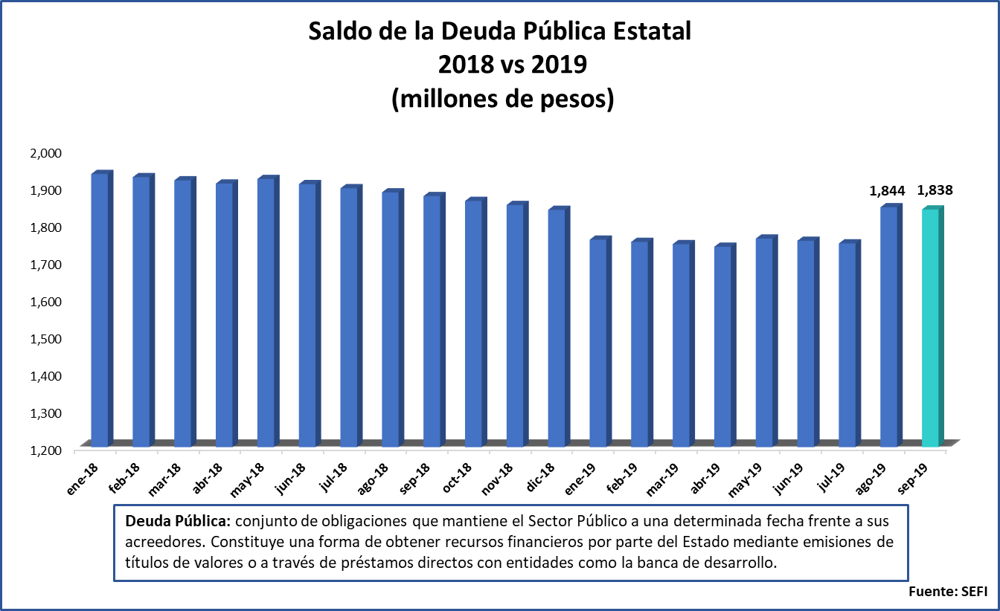 Saldo de la Deuda Pública Estatal
2018 vs 2019
(millones de pesos)
2,000
1,900
1,800
1,700
1,600
1,500
1,400
1,300
1,200
1,844
1,838
ene-18
feb-18
mar-18
abr-18
may-18
jun-18
jul-18
ago-18
sep-18
oct-18
nov-18
dic-18
ene-19
feb-19
mar-19
abr-19
may-19
jun-19
jul-19
ago-19
sep-19
Deuda Pública: conjunto de obligaciones que mantiene el Sector Público a una determinada fecha frente a sus
acreedores. Constituye una forma de obtener recursos financieros por parte del Estado mediante emisiones de
títulos de valores o a través de préstamos directos con entidades como la banca de desarrollo.
Fuente: SEFI